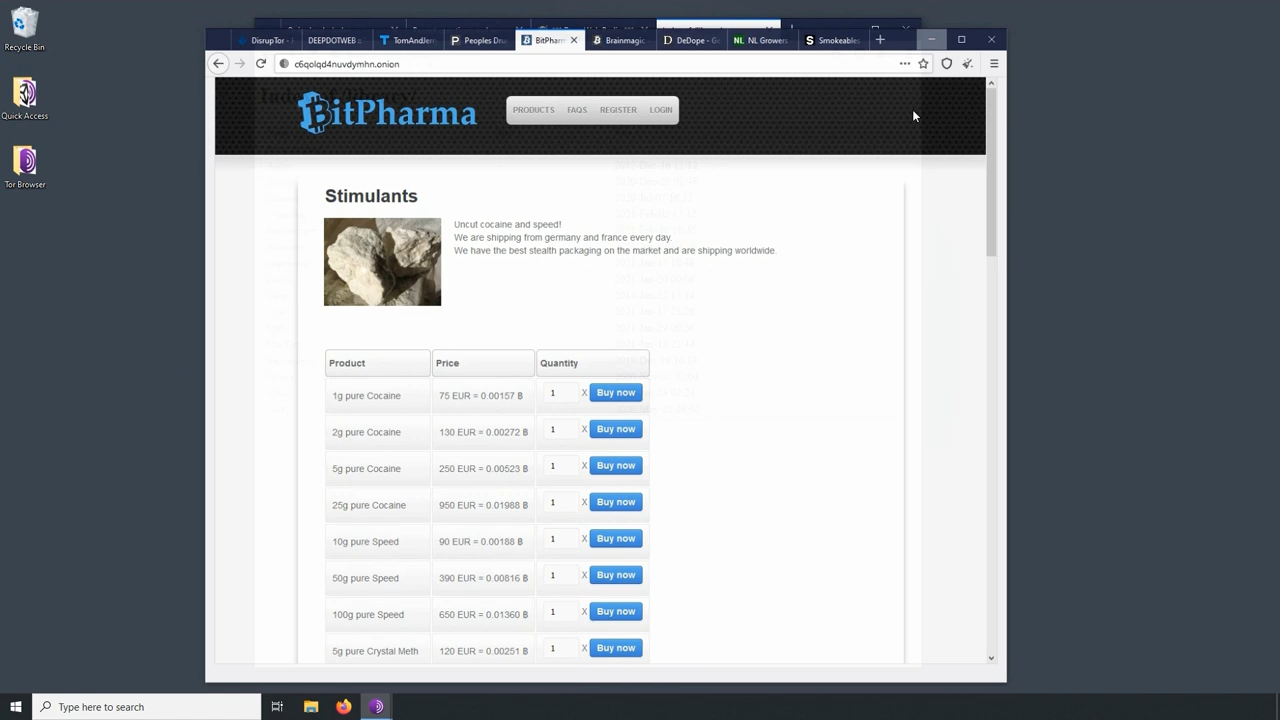 Recycle Bin
Quick Access
Tor Browser
DisrupTor -
DEEPDOTWEB
TomAndJerr
Peoples Dru
BitPharm
Brainmagic
DeDope - Ge
NL Growers
Smokeables
c6qolqd4nuvdymhn.onion
BitPharma
PRODUCTS FAQS REGISTER LOGIN
Stimulants
Uncut cocaine and speed!
We are shipping from germany and france every day.
We have the best stealth packaging on the market and are shipping worldwide.
Product Price Quantity
1g pure Cocaine 75 EUR = 0.00157 ฿ 1 X Buy now
2g pure Cocaine 130 EUR = 0.00272 ฿ 1 X Buy now
5g pure Cocaine 250 EUR = 0.00523 ฿ 1 X Buy now
25g pure Cocaine 950 EUR = 0.01988 ฿ 1 X Buy now
10g pure Speed 90 EUR = 0.00188 ฿ 1 X Buy now
50g pure Speed 390 EUR = 0.00816 ฿ 1 X Buy now
100g pure Speed 650 EUR = 0.01360 ฿ 1 X Buy now
5g pure Crystal Meth 120 EUR = 0.00251 ฿ 1 X Buy now
Type here to search